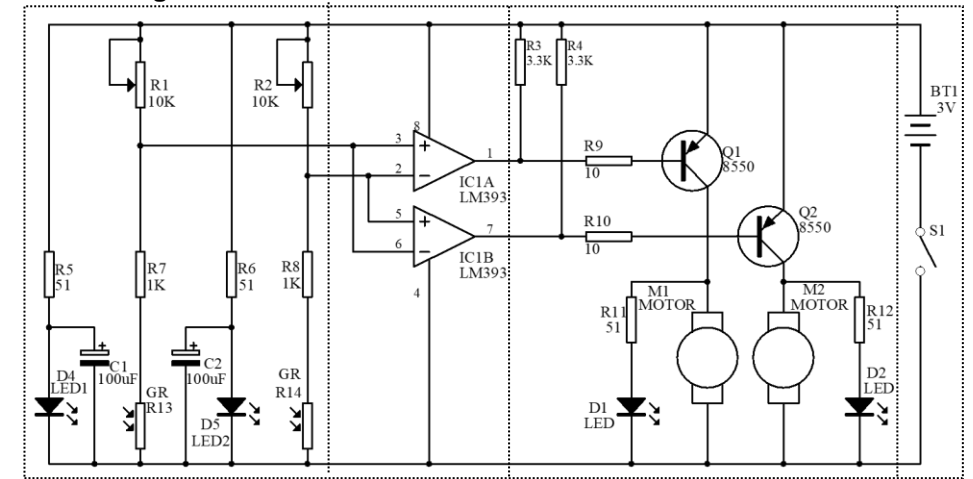 R1
10K
R2
10K
R3
3.3K
R4
3.3K
BT1
3V
8
3
2
1
IC1A
LM393
5
6
7
IC1B
LM393
4
R9
10
Q1
8550
R10
10
Q2
8550
S1
R5
51
R7
1K
R6
51
R8
1K
C1
100uF
C2
100uF
D4
LED1
GR
R13
D5
LED2
GR
R14
M1
MOTOR
M2
MOTOR
R11
51
R12
51
D1
LED
D2
LED